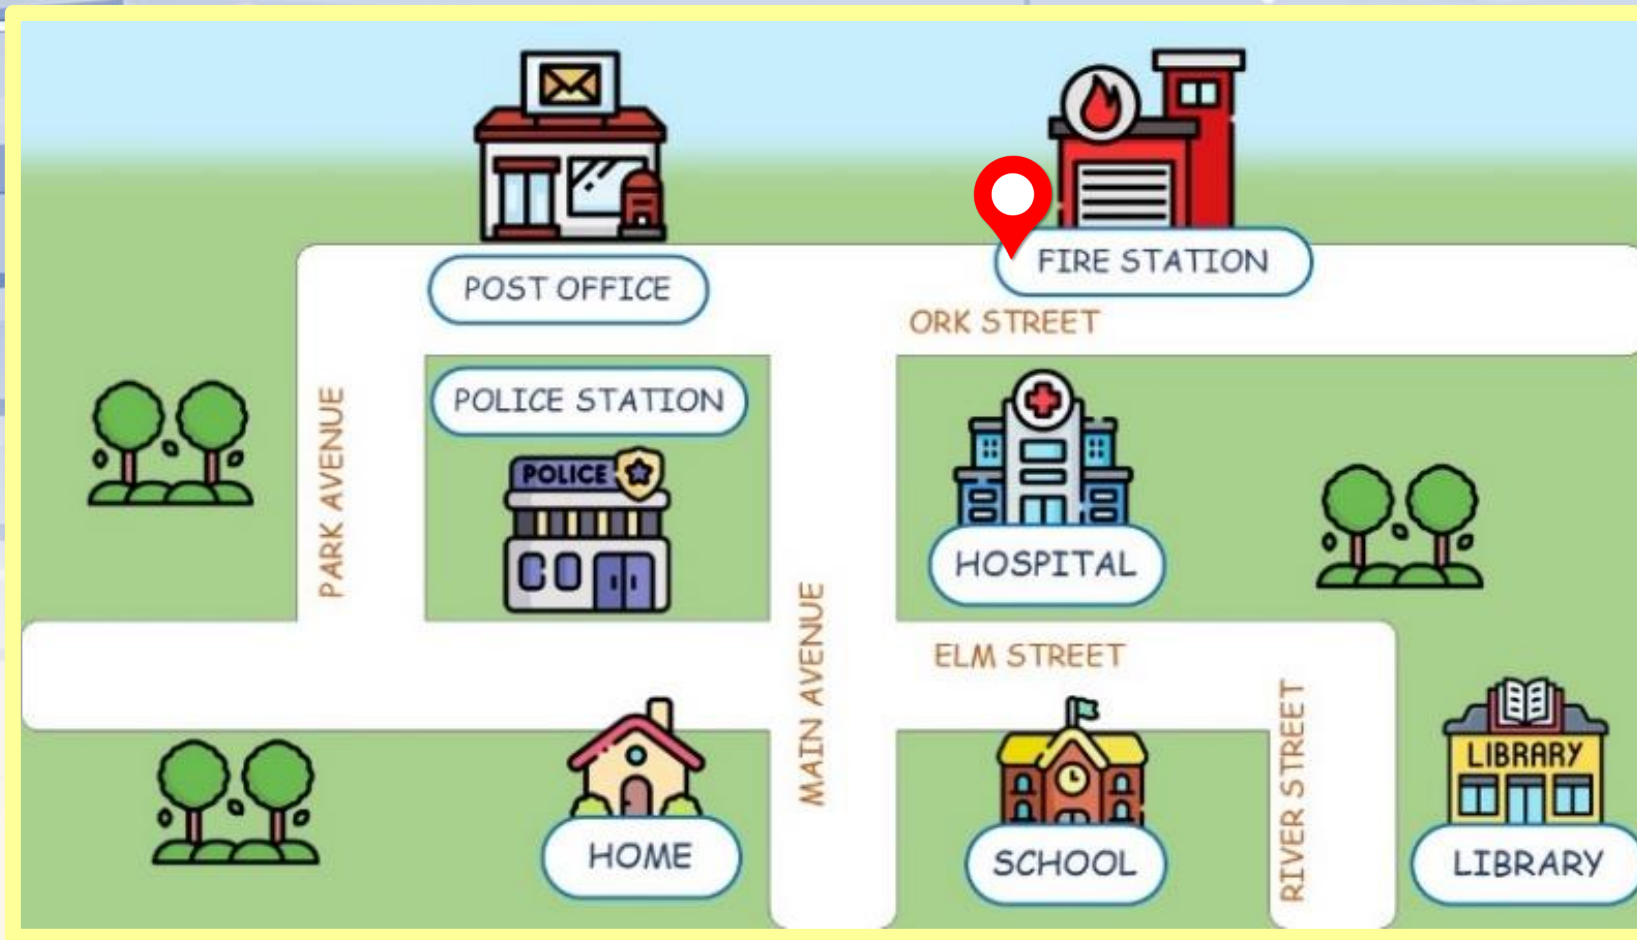 POST OFFICE
FIRE STATION
ORK STREET
PARK AVENUE
POLICE STATION
POLICE
HOSPITAL
MAIN AVENUE
ELM STREET
RIVER STREET
LIBRARY
HOME
SCHOOL
LIBRARY